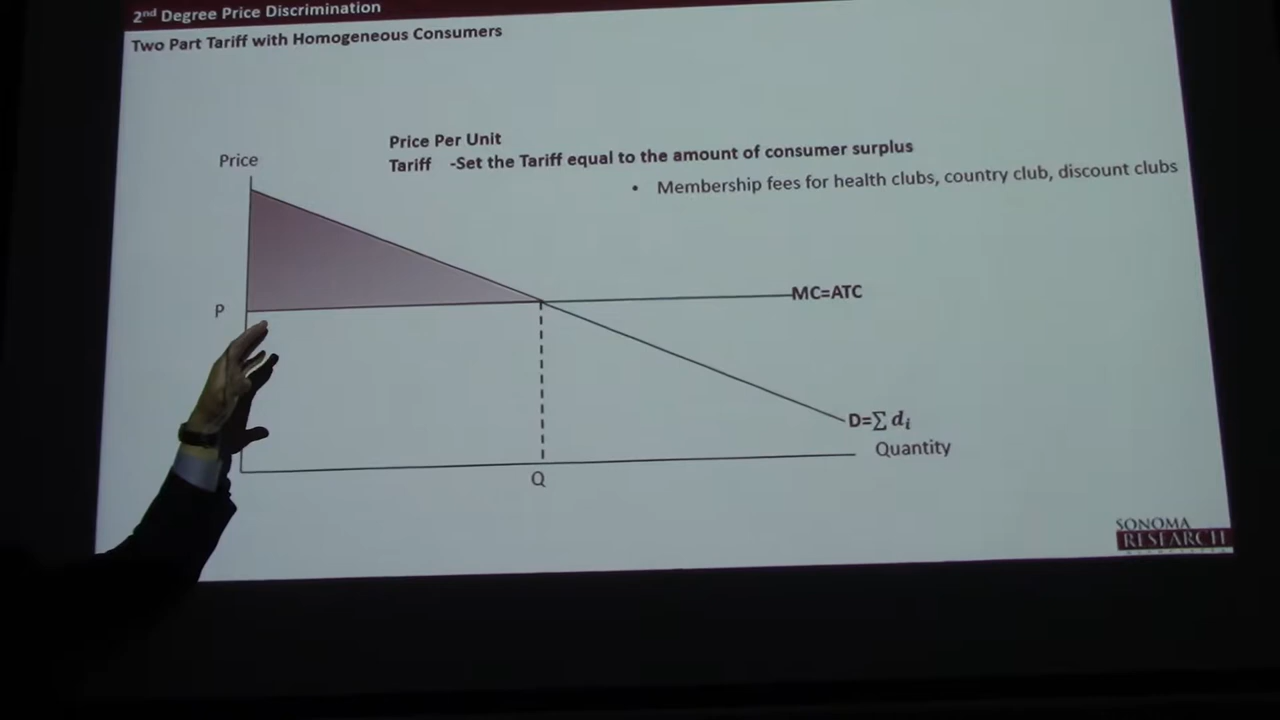 2nd Degree Price Discrimination
Two Part Tariff with Homogeneous Consumers
Price Per Unit
Tariff -Set the Tariff equal to the amount of consumer surplus
• Membership fees for health clubs, country club, discount clubs
Price
P
MC=ATC
D=∑ dᵢ
Quantity
Q
SONOMA
RESEARCH